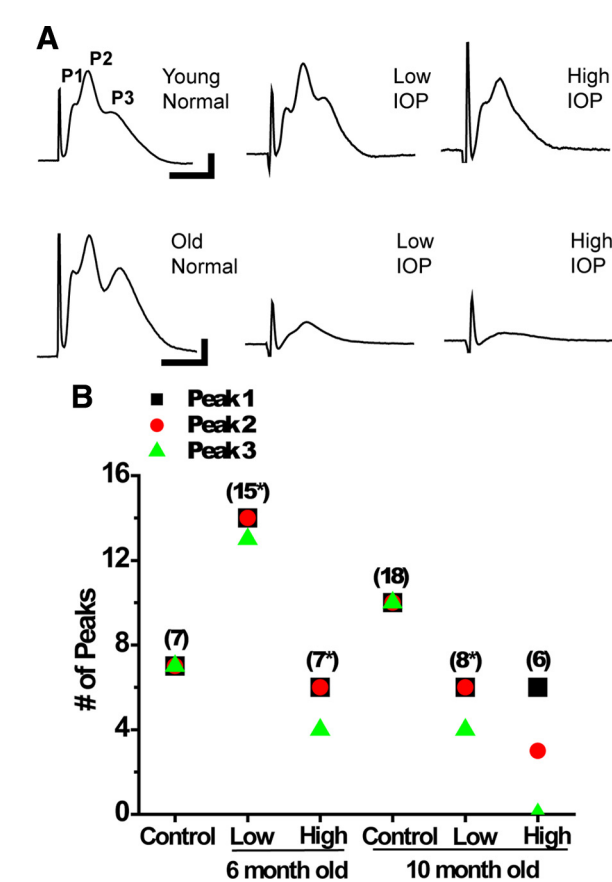 A
P1
P2
P3
Young
Normal
Low
IOP
High
IOP
Old
Normal
Low
IOP
High
IOP
B
Peak 1
Peak 2
Peak 3
# of Peaks
16
12
8
4
0
(7)
(15*)
(7*)
(18)
(8*)
(6)
Control Low High Control Low High
6 month old 10 month old